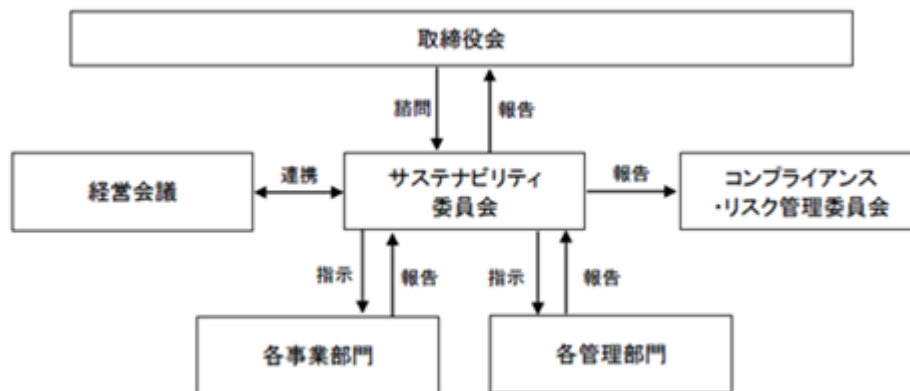 取締役会
諮問
報告
経営会議
連携
サステナビリティ
委員会
報告
コンプライアンス
・リスク管理委員会
指示
報告
指示
報告
各事業部門
各管理部門